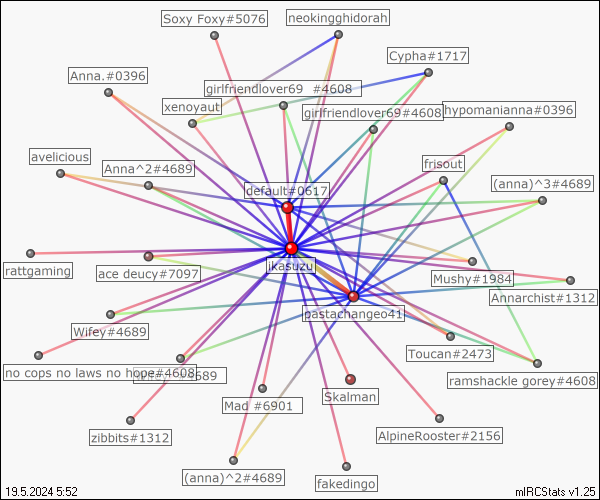 Soxy Foxy#5076
neokingghidorah
Cypha#1717
Anna.#0396
girlfriendlover69 #4608
xenoyaut
girlfriendlover69#4608
hypomanianna#0396
avelicious
Anna^2#4689
frisout
default#0617
(anna)^3#4689
ikasuzu
rattgaming
ace deucy#7097
Mushy#1984
Annarchist#1312
pastachangeo41
Wifey#4689
Toucan#2473
no cops no laws no hope#4608
#4689
ramshackle gorey#4608
Skalman
Mad #6901
zibbits#1312
AlpineRooster#2156
(anna)^2#4689
fakedingo
19.5.2024 5:52
mIRCStats v1.25